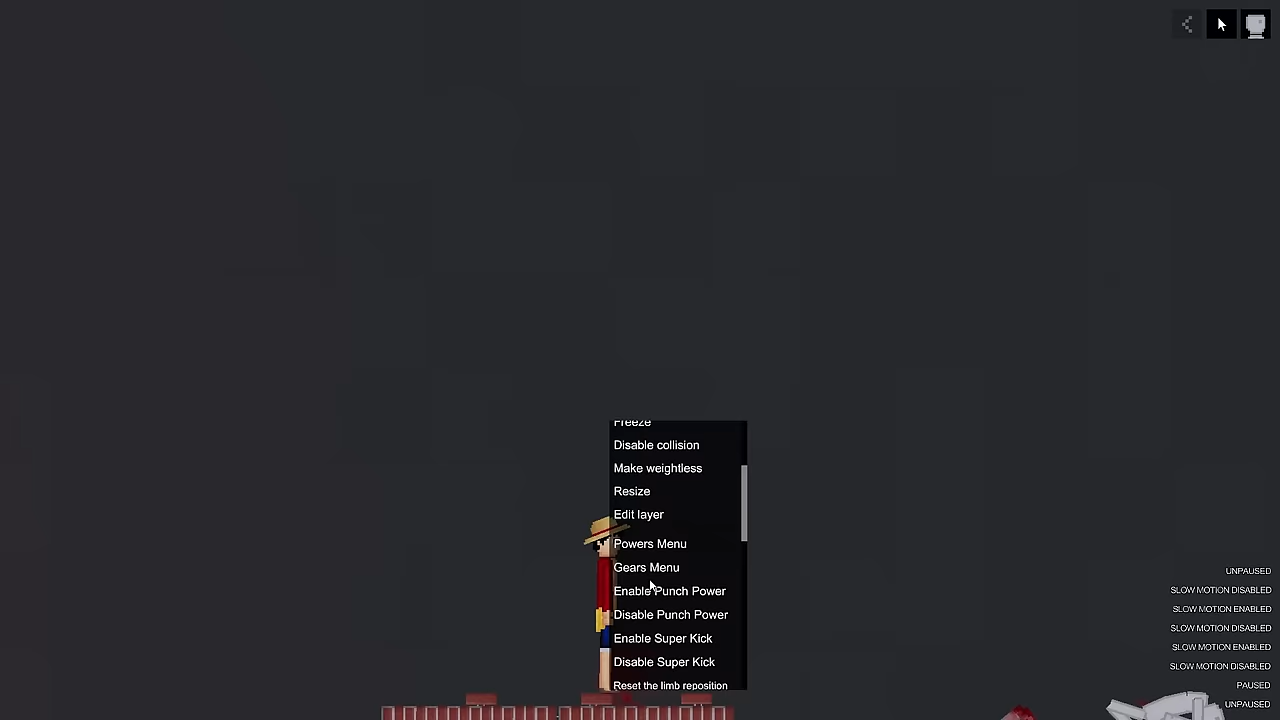 Freeze
Disable collision
Make weightless
Resize
Edit layer
Powers Menu
Gears Menu
Enable Punch Power
Disable Punch Power
Enable Super Kick
Disable Super Kick
Reset the limb reposition
UNPAUSED
SLOW MOTION DISABLED
SLOW MOTION ENABLED
SLOW MOTION DISABLED
SLOW MOTION ENABLED
SLOW MOTION DISABLED
PAUSED
UNPAUSED